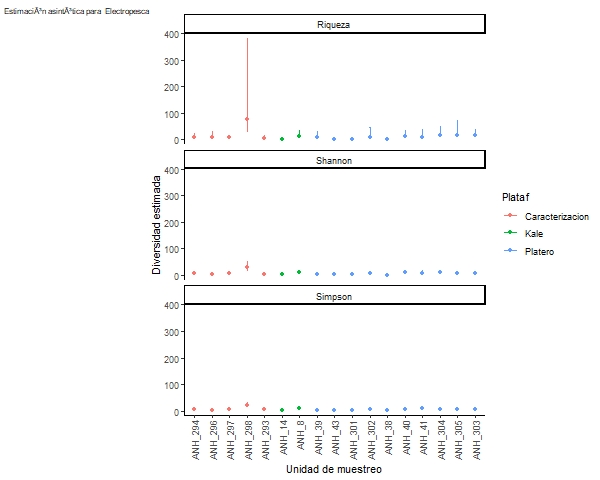 EstimaciÃ³n asintÃ³tica para Electropesca
Riqueza
400
300
200
100
0
Shannon
400
300
200
100
0
Simpson
400
300
200
100
0
Diversidad estimada
ANH_294
ANH_296
ANH_297
ANH_298
ANH_293
ANH_14
ANH_8
ANH_39
ANH_43
ANH_301
ANH_302
ANH_38
ANH_40
ANH_41
ANH_304
ANH_305
ANH_303
Unidad de muestreo
Plataf
Caracterizacion
Kale
Platero